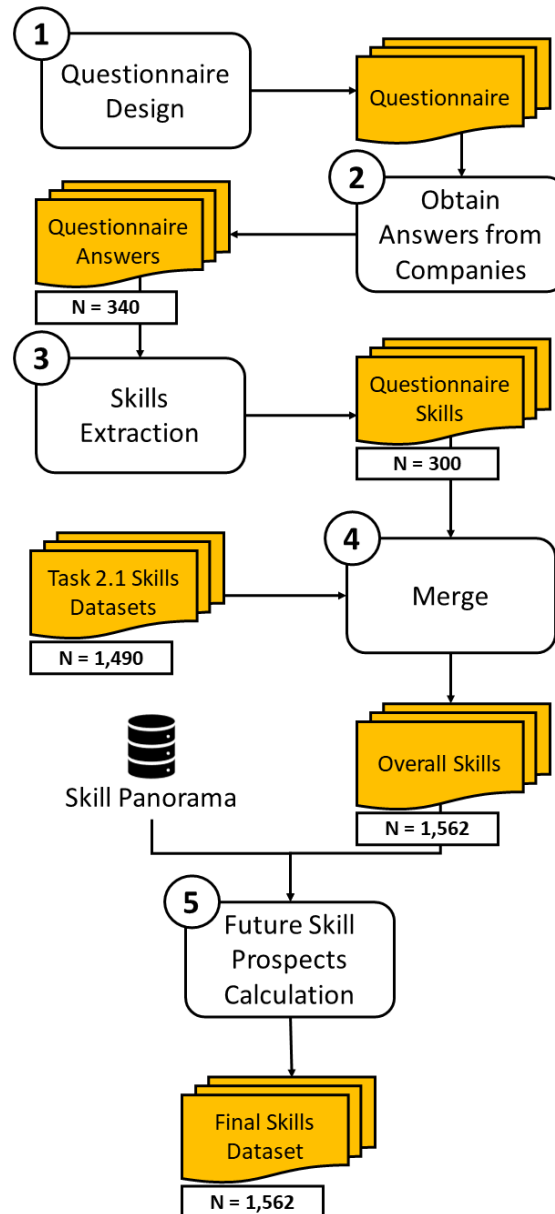 1
Questionnaire
Design
Questionnaire
2
Obtain
Answers from
Companies
Questionnaire
Answers
N = 340
3
Skills
Extraction
Questionnaire
Skills
N = 300
4
Merge
Task 2.1 Skills
Datasets
N = 1,490
Overall Skills
N = 1,562
Skill Panorama
5
Future Skill
Prospects
Calculation
Final Skills
Dataset
N = 1,562